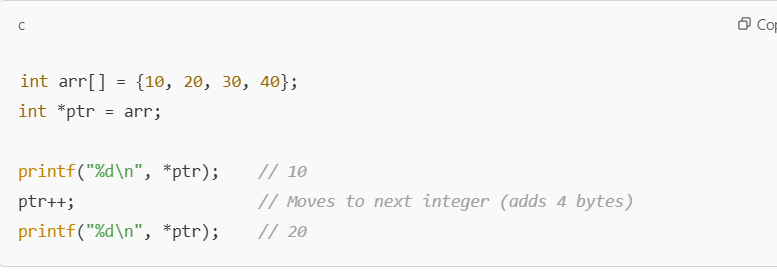 c
int arr[] = {10, 20, 30, 40};
int *ptr = arr;
printf("%d\n", *ptr);    // 10
ptr++;                   // Moves to next integer (adds 4 bytes)
printf("%d\n", *ptr);    // 20